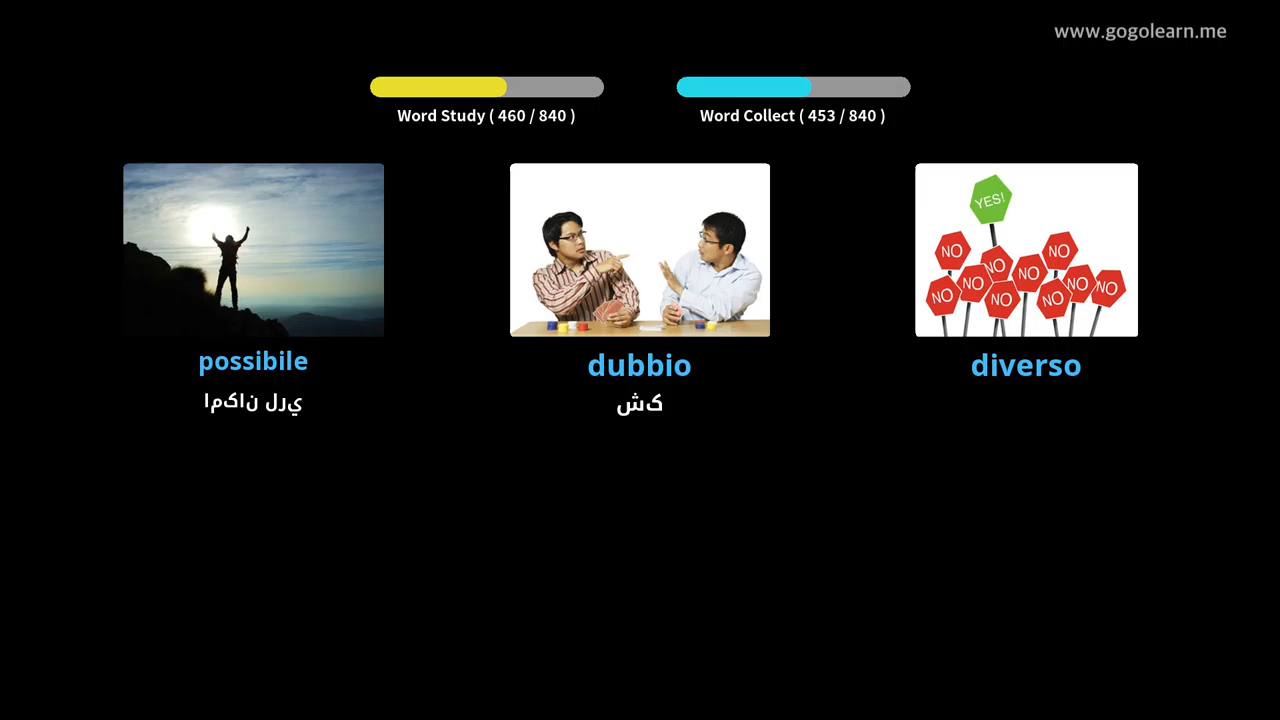 www.gogolearn.me
Word Study ( 460 / 840 )
Word Collect ( 453 / 840 )
YES!
NO
NO
NO
NO
NO
NO
NO
NO
NO
NO
possibile
dubbio
diverso
امکان لري
شک